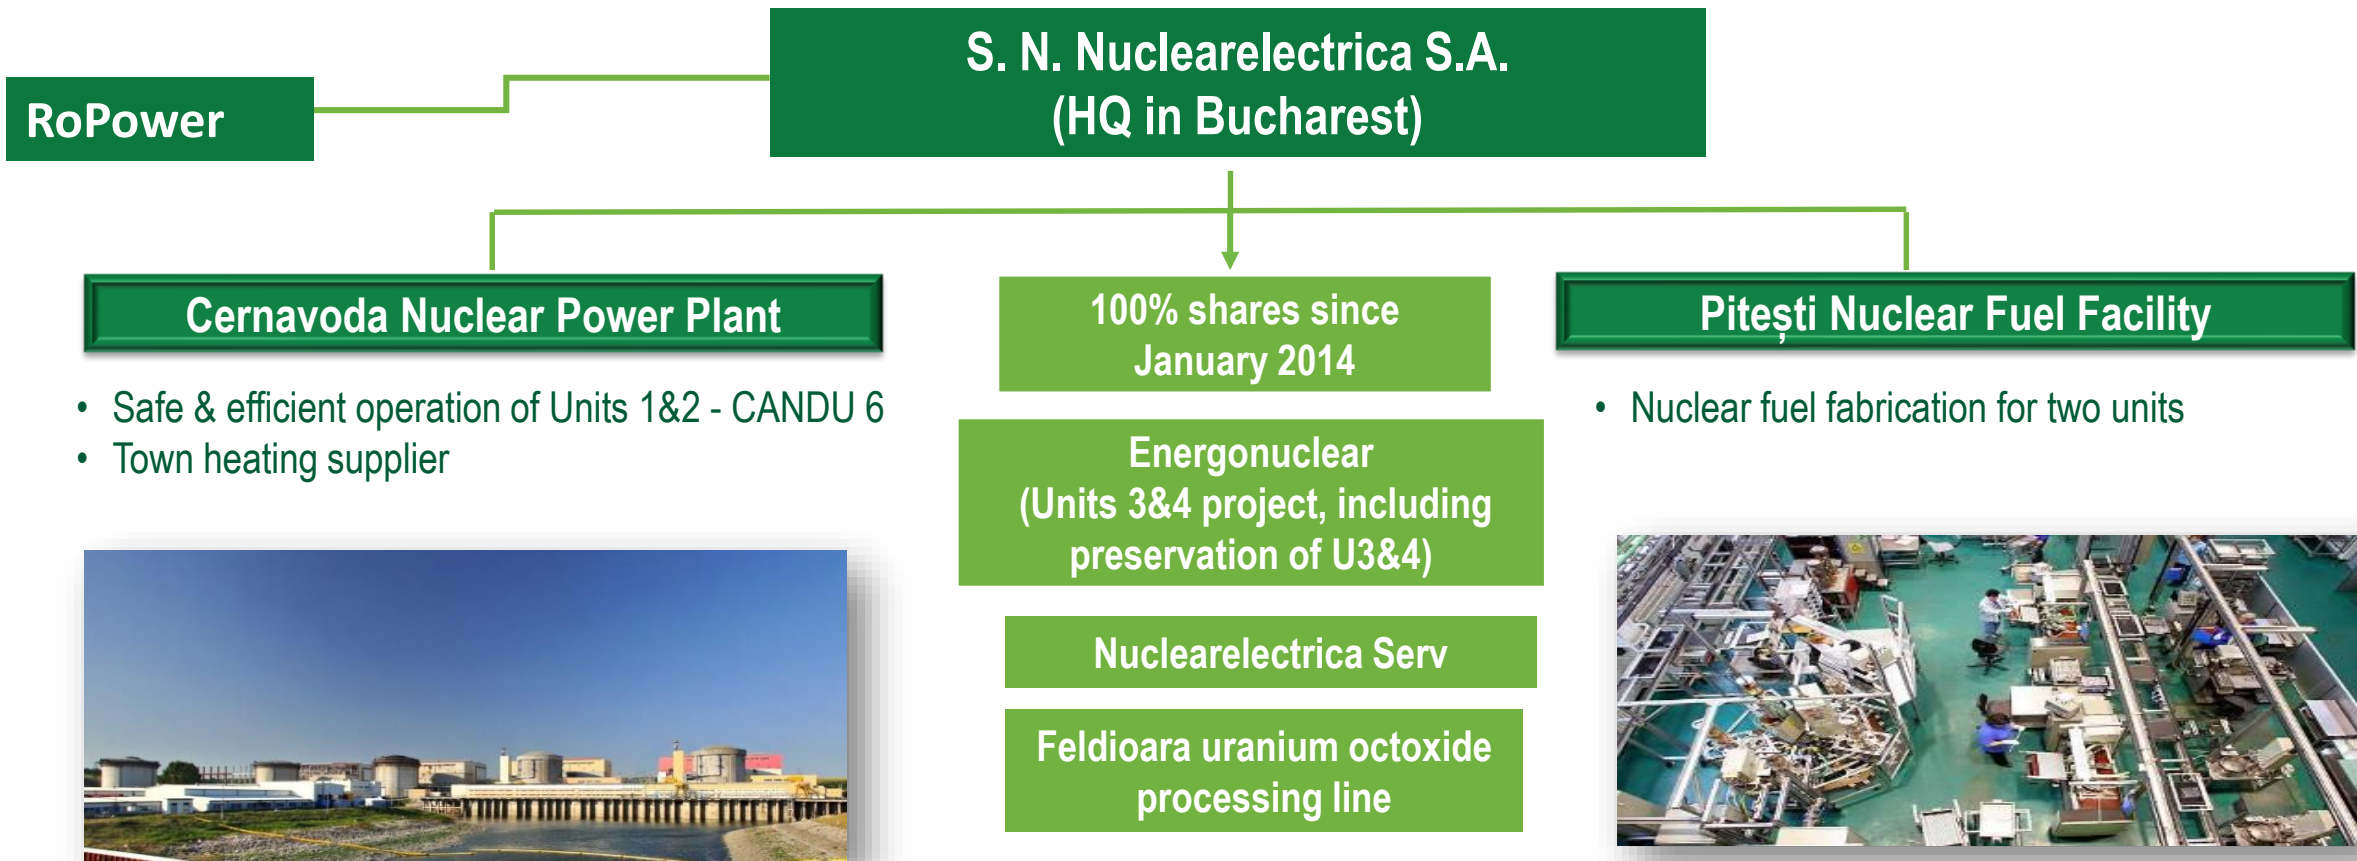 S. N. Nuclearelectrica S.A.
(HQ in Bucharest)
RoPower
Cernavoda Nuclear Power Plant
• Safe & efficient operation of Units 1&2 - CANDU 6
• Town heating supplier
100% shares since
January 2014
Energonuclear
(Units 3&4 project, including
preservation of U3&4)
Nuclearelectrica Serv
Feldioara uranium octoxide
processing line
Pitești Nuclear Fuel Facility
• Nuclear fuel fabrication for two units